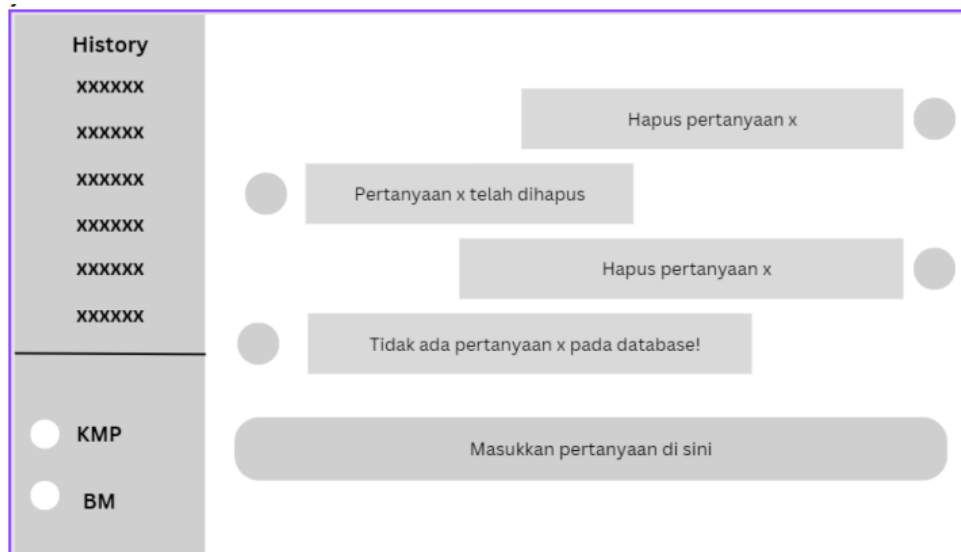 History
xxxxxx
xxxxxx
xxxxxx
xxxxxx
xxxxxx
xxxxxx
KMP
BM
Hapus pertanyaan x
Pertanyaan x telah dihapus
Hapus pertanyaan x
Tidak ada pertanyaan x pada database!
Masukkan pertanyaan di sini